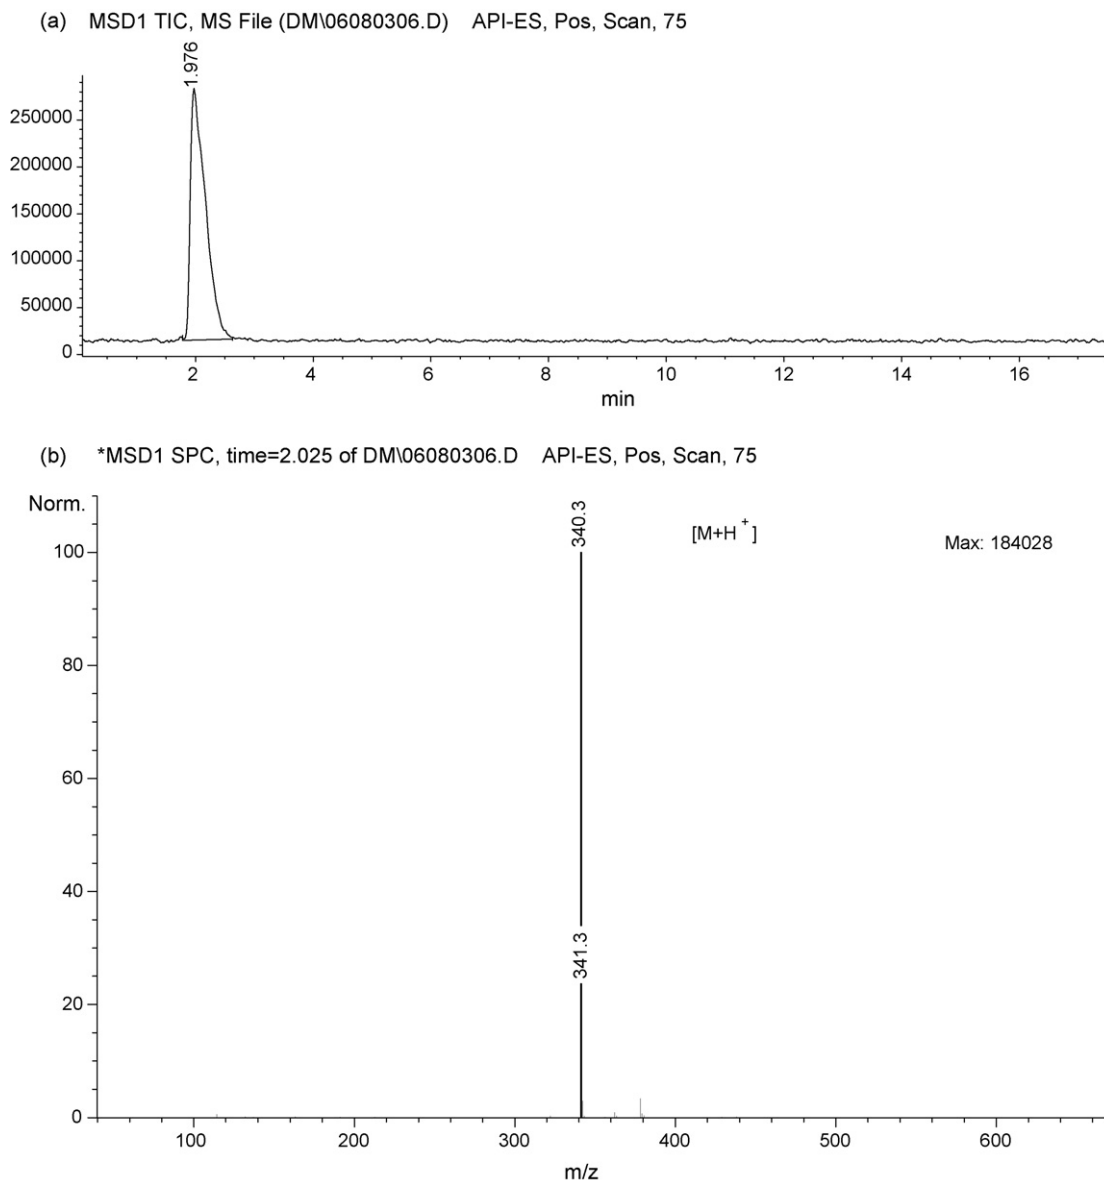 (a) MSD1 TIC, MS File (DM\06080306.D) API-ES, Pos, Scan, 75
1.976
250000
200000
150000
100000
50000
0
2 4 6 8 10 12 14 16
min
(b) *MSD1 SPC, time=2.025 of DM\06080306.D API-ES, Pos, Scan, 75
Norm.
340.3
[M+H +]
Max: 184028
100
80
60
40
341.3
20
0
100 200 300 400 500 600
m/z